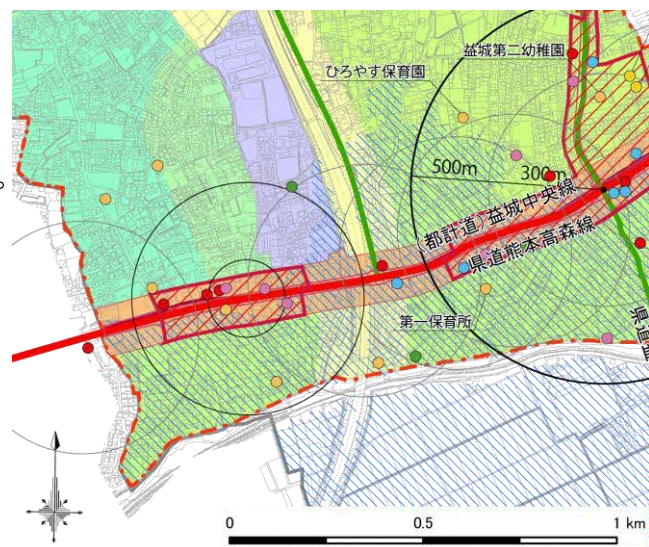 益城第二幼稚園
ひろやす保育園
500m
300m
(都計道)益城中央線
県道熊本高森線
第一保育所
県道益
0 0.5 1 km